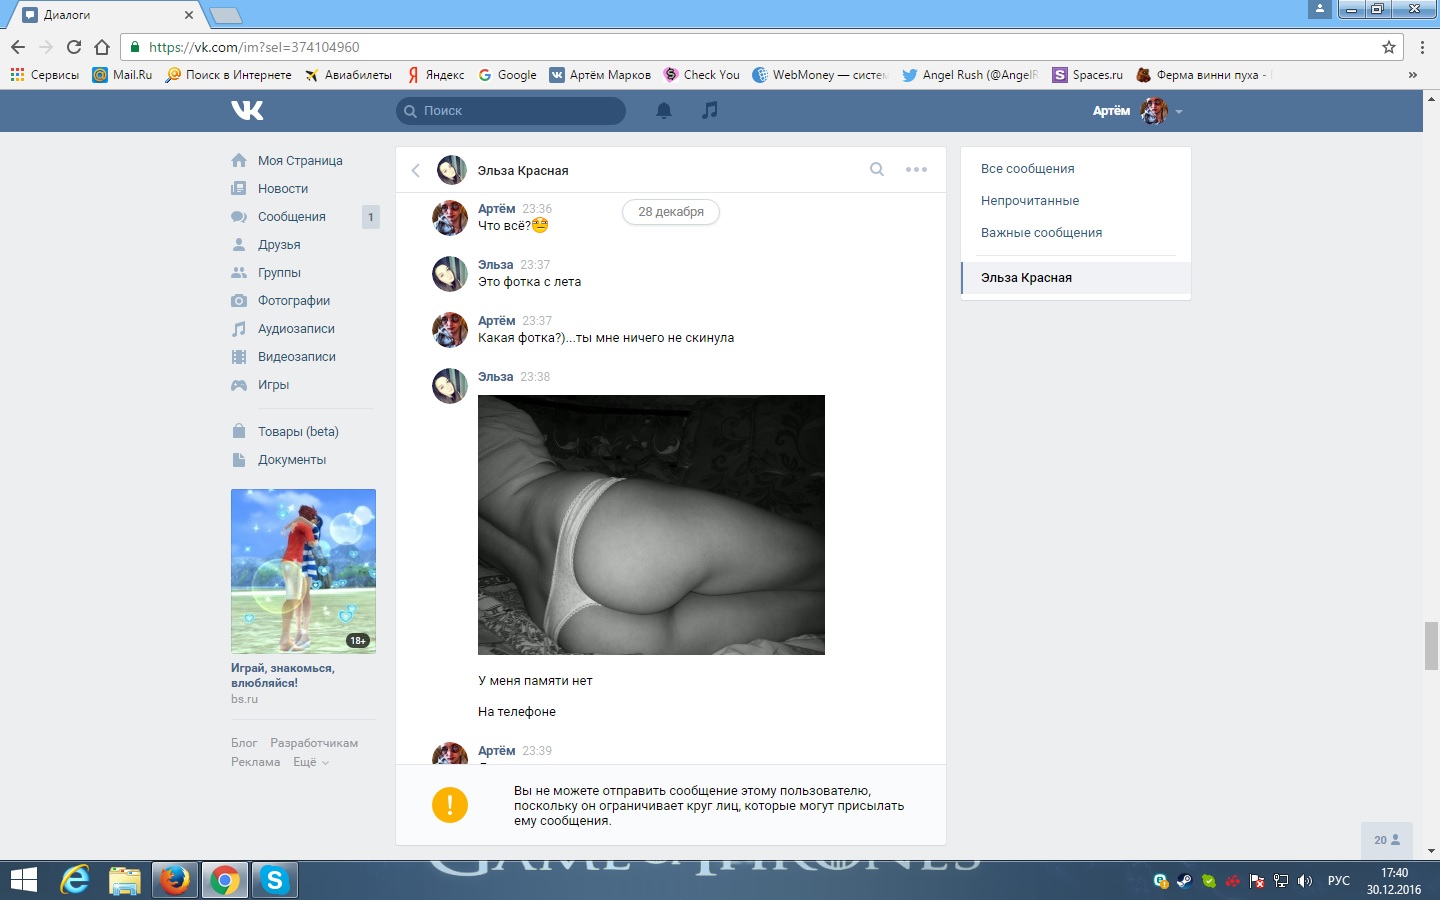 Диалоги
https://vk.com/im?sel=374104960
Сервисы
Mail.Ru
Поиск в Интернете
Авиабилеты
Яндекс
Google
Артём Марков
Check You
WebMoney — систем
Angel Rush (@AngelR
Spaces.ru
Ферма винни пуха -
»
Поиск
Артём
Моя Страница
Новости
Сообщения 1
Друзья
Группы
Фотографии
Аудиозаписи
Видеозаписи
Игры
Товары (beta)
Документы
18+
Играй, знакомься,
влюбляйся!
bs.ru
Блог Разработчикам
Реклама Ещё
Эльза Красная
28 декабря
Артём 23:36
Что всё?
Эльза 23:37
Это фотка с лета
Артём 23:37
Какая фотка?)...ты мне ничего не скинула
Эльза 23:38
У меня памяти нет
На телефоне
Артём 23:39
Вы не можете отправить сообщение этому пользователю,
поскольку он ограничивает круг лиц, которые могут присылать
ему сообщения.
Все сообщения
Непрочитанные
Важные сообщения
Эльза Красная
20
GAME OF THRONES
РУС
17:40
30.12.2016